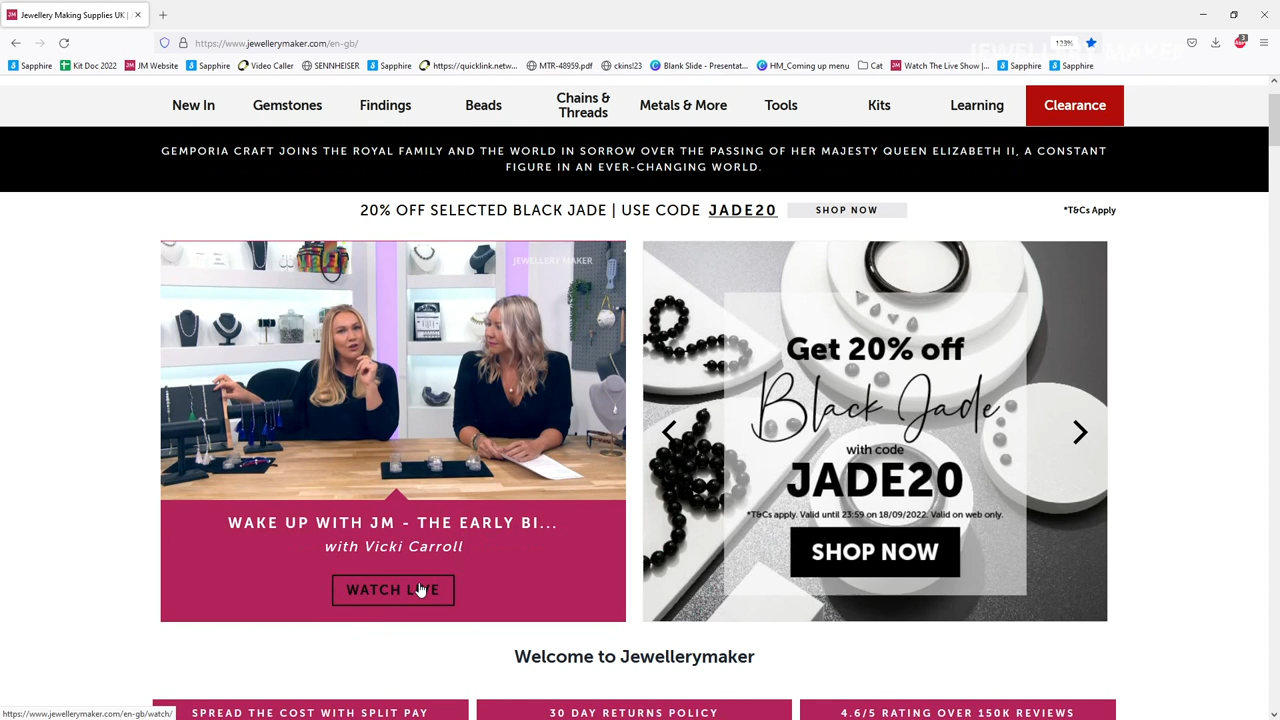 Jewellery Making Supplies UK |
https://www.jewellerymaker.com/en-gb/
123%
JEWELLERY MAKER
Sapphire
Kit Doc 2022
JM Website
Sapphire
Video Caller
SENNHEISER
Sapphire
https://quicklink.netw...
MTR-48959.pdf
ckins!23
Blank Slide - Presentat...
HM_Coming up menu
Cat
Watch The Live Show |...
Sapphire
Sapphire
New In
Gemstones
Findings
Beads
Chains &
Threads
Metals & More
Tools
Kits
Learning
Clearance
GEMPORIA CRAFT JOINS THE ROYAL FAMILY AND THE WORLD IN SORROW OVER THE PASSING OF HER MAJESTY QUEEN ELIZABETH II, A CONSTANT
FIGURE IN AN EVER-CHANGING WORLD.
20% OFF SELECTED BLACK JADE | USE CODE JADE20 SHOP NOW *T&Cs Apply
JEWELLERY MAKER
WAKE UP WITH JM - THE EARLY BI...
with Vicki Carroll
WATCH LIVE
Get 20% off
Black Jade
with code
JADE20
*T&Cs apply. Valid until 23:59 on 18/09/2022. Valid on web only.
SHOP NOW
Welcome to Jewellerymaker
SPREAD THE COST WITH SPLIT PAY
30 DAY RETURNS POLICY
4.6/5 RATING OVER 150K REVIEWS
https://www.jewellerymaker.com/en-gb/watch/